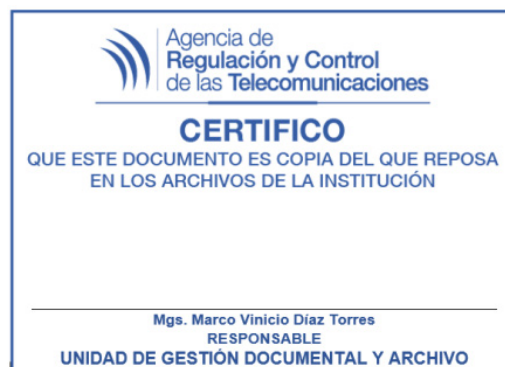 Agencia de
Regulación y Control
de las Telecomunicaciones
CERTIFICO
QUE ESTE DOCUMENTO ES COPIA DEL QUE REPOSA
EN LOS ARCHIVOS DE LA INSTITUCIÓN
Mgs. Marco Vinicio Díaz Torres
RESPONSABLE
UNIDAD DE GESTIÓN DOCUMENTAL Y ARCHIVO